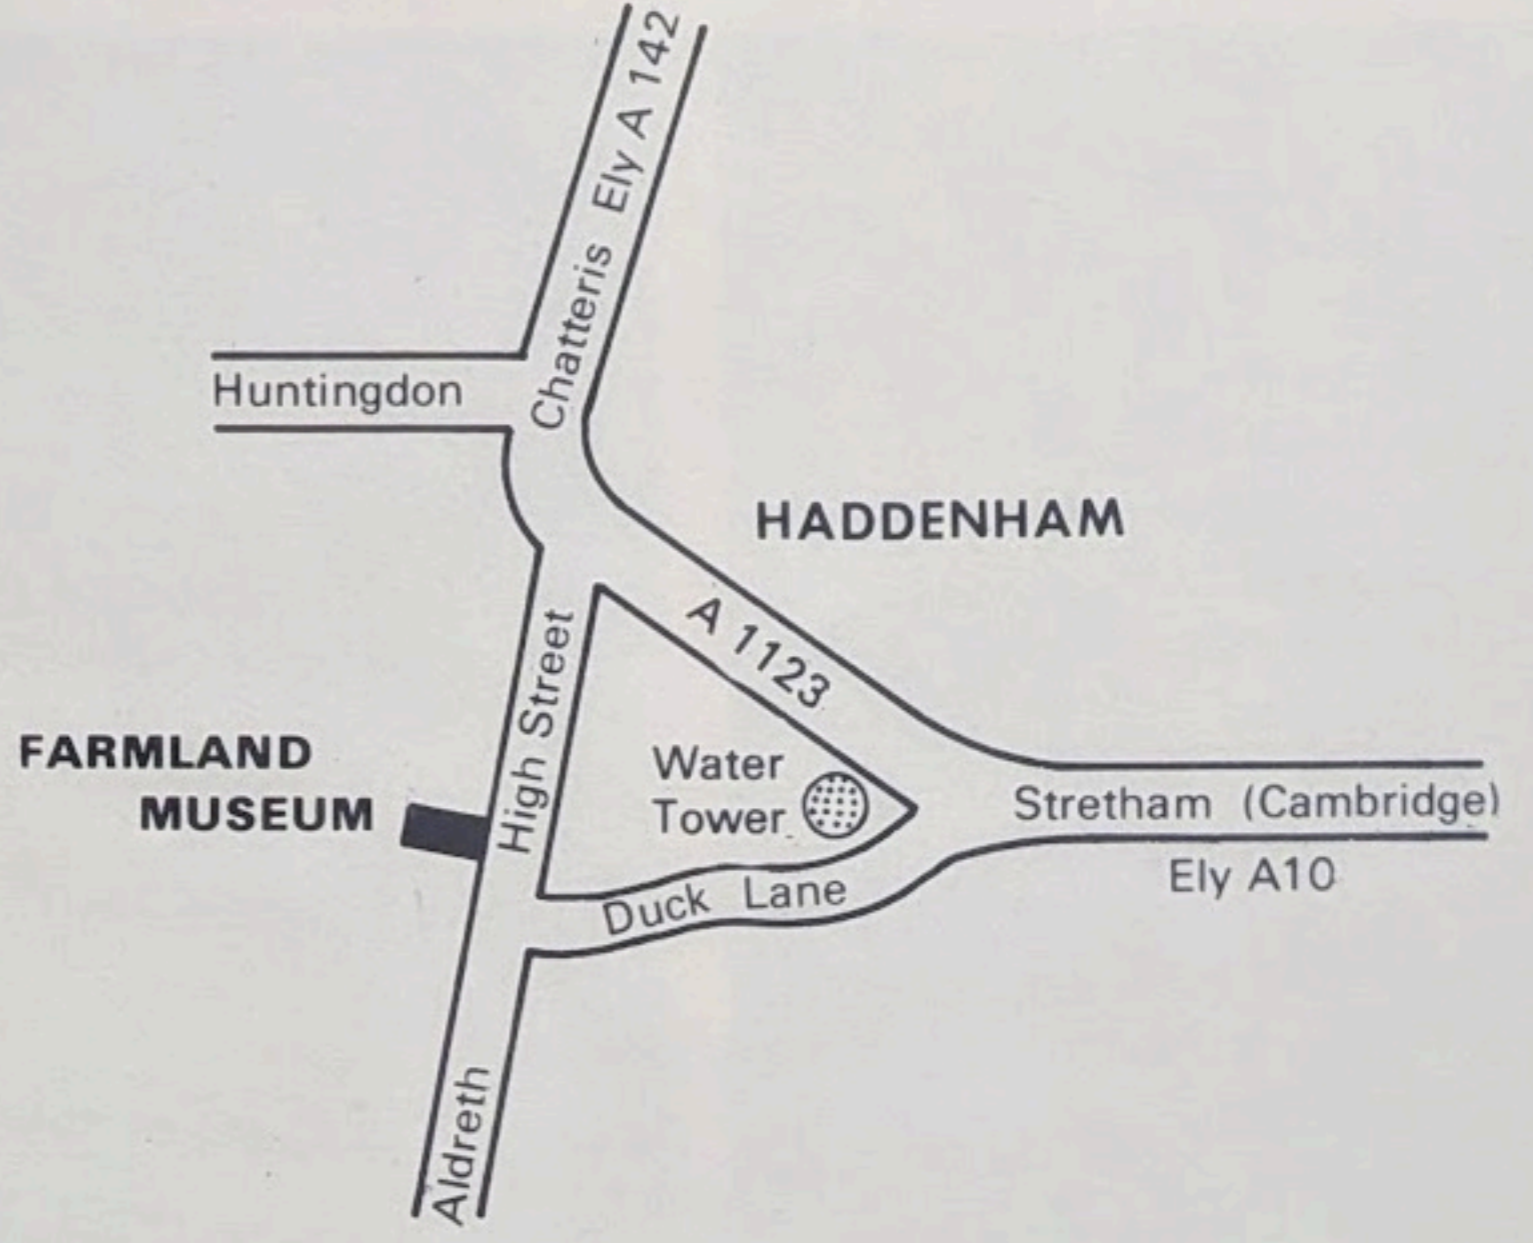 Chatteris Ely A 142
Huntingdon
HADDENHAM
A 1123
High Street
FARMLAND
MUSEUM
Water
Tower
Stretham (Cambridge)
Ely A10
Duck Lane
Aldreth